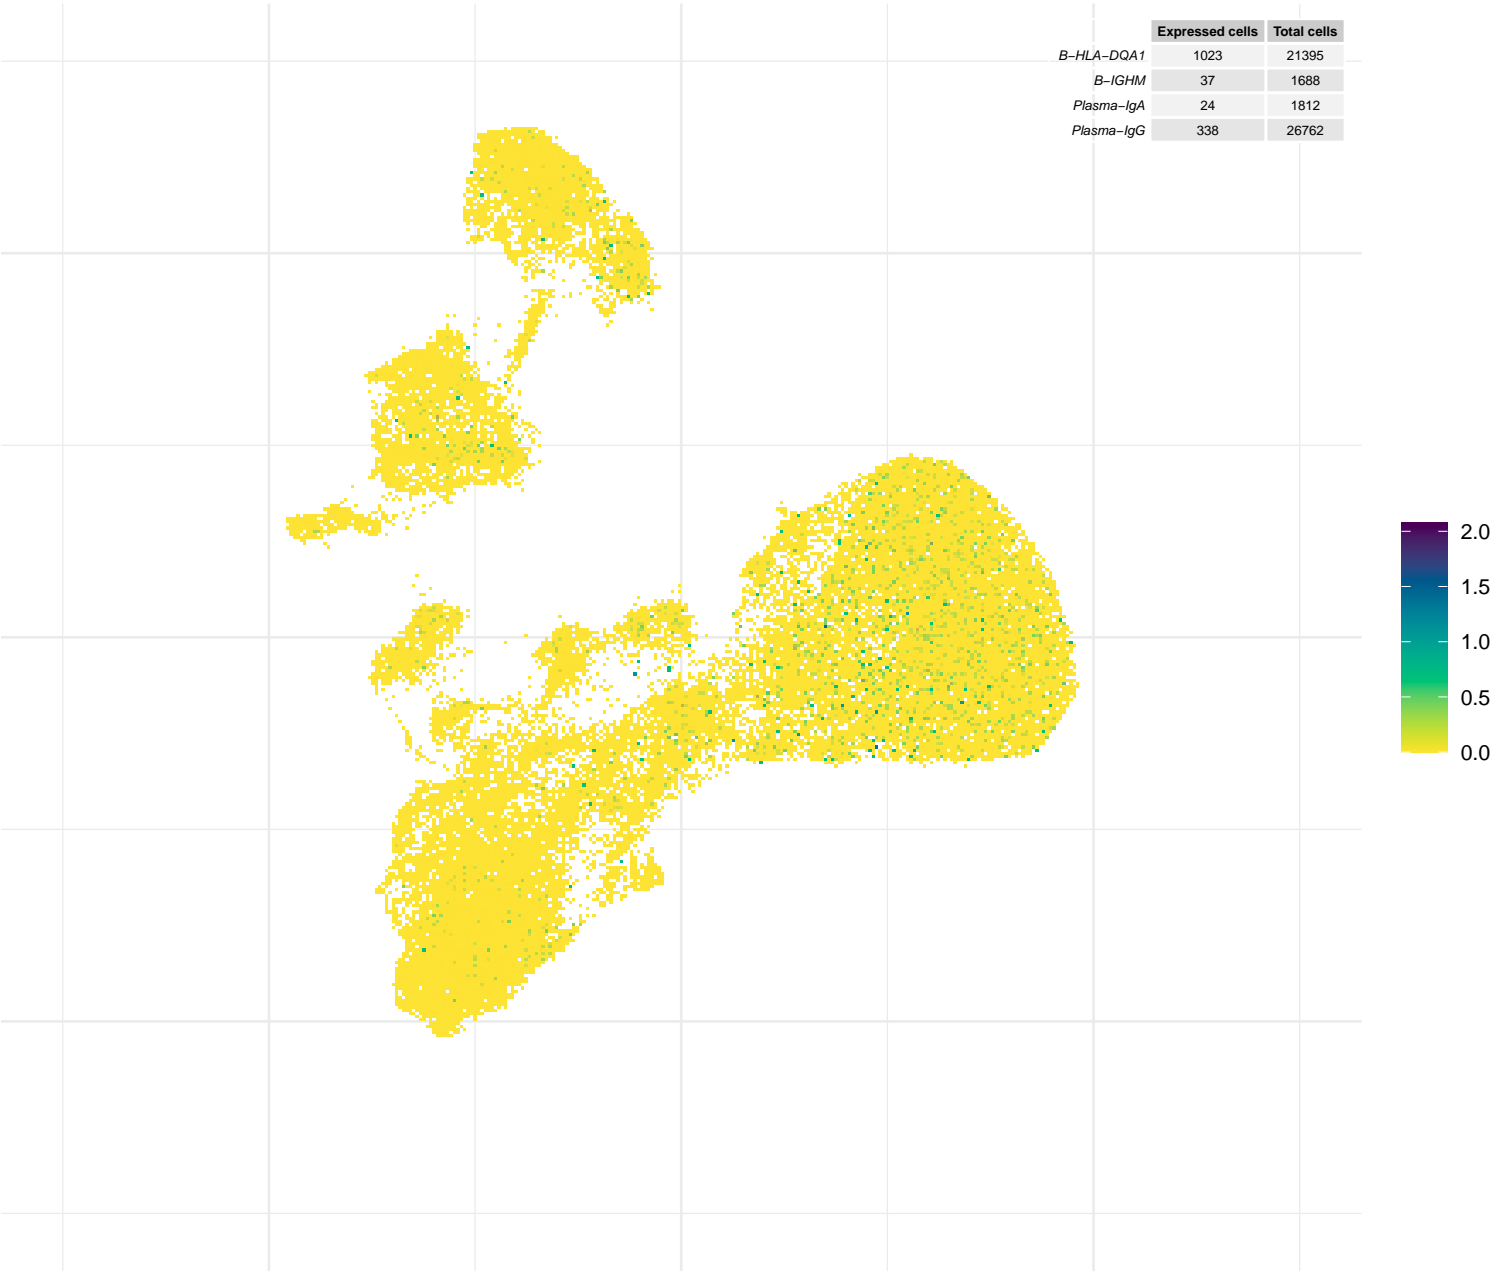 Expressed cells Total cells
B−HLA−DQA1 1023 21395
B−IGHM 37 1688
Plasma−IgA 24 1812
Plasma−IgG 338 26762
2.0
1.5
1.0
0.5
0.0